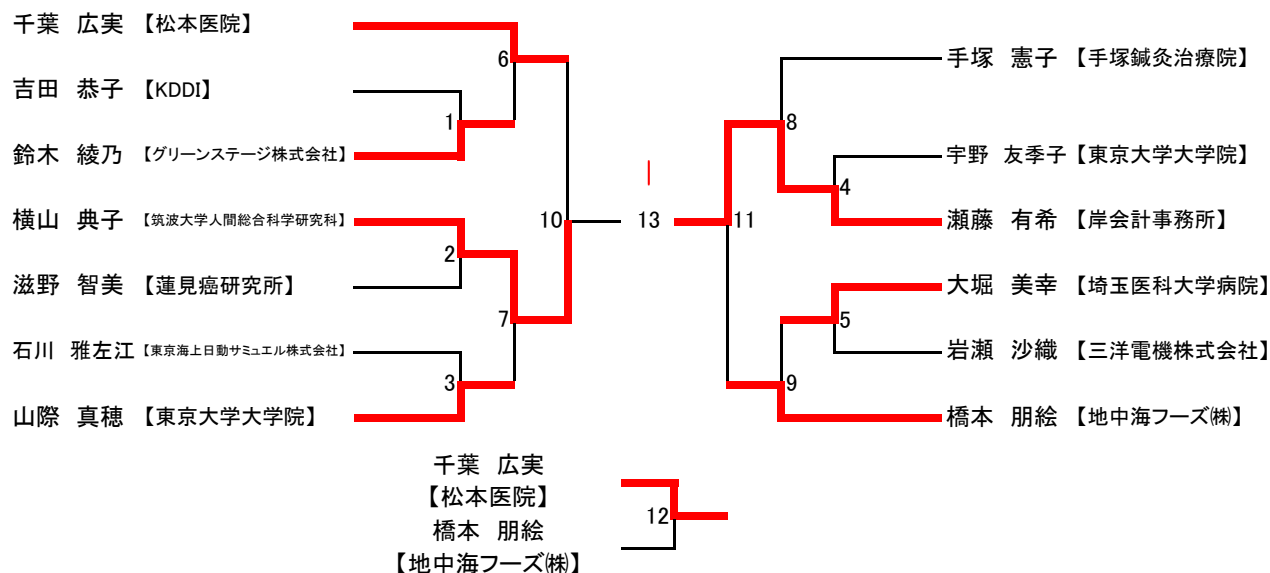 千葉 広実 【松本医院】
吉田 恭子 【KDDI】
鈴木 綾乃 【グリーンステージ株式会社】
横山 典子 【筑波大学人間総合科学研究科】
滋野 智美 【蓮見癌研究所】
石川 雅左江 【東京海上日動サミュエル株式会社】
山際 真穂 【東京大学大学院】
6
1
2
7
3
10
13
11
8
4
5
9
手塚 憲子 【手塚鍼灸治療院】
宇野 友季子 【東京大学大学院】
瀬藤 有希 【岸会計事務所】
大堀 美幸 【埼玉医科大学病院】
岩瀬 沙織 【三洋電機株式会社】
橋本 朋絵 【地中海フーズ㈱】
千葉 広実
【松本医院】
12
橋本 朋絵
【地中海フーズ㈱】